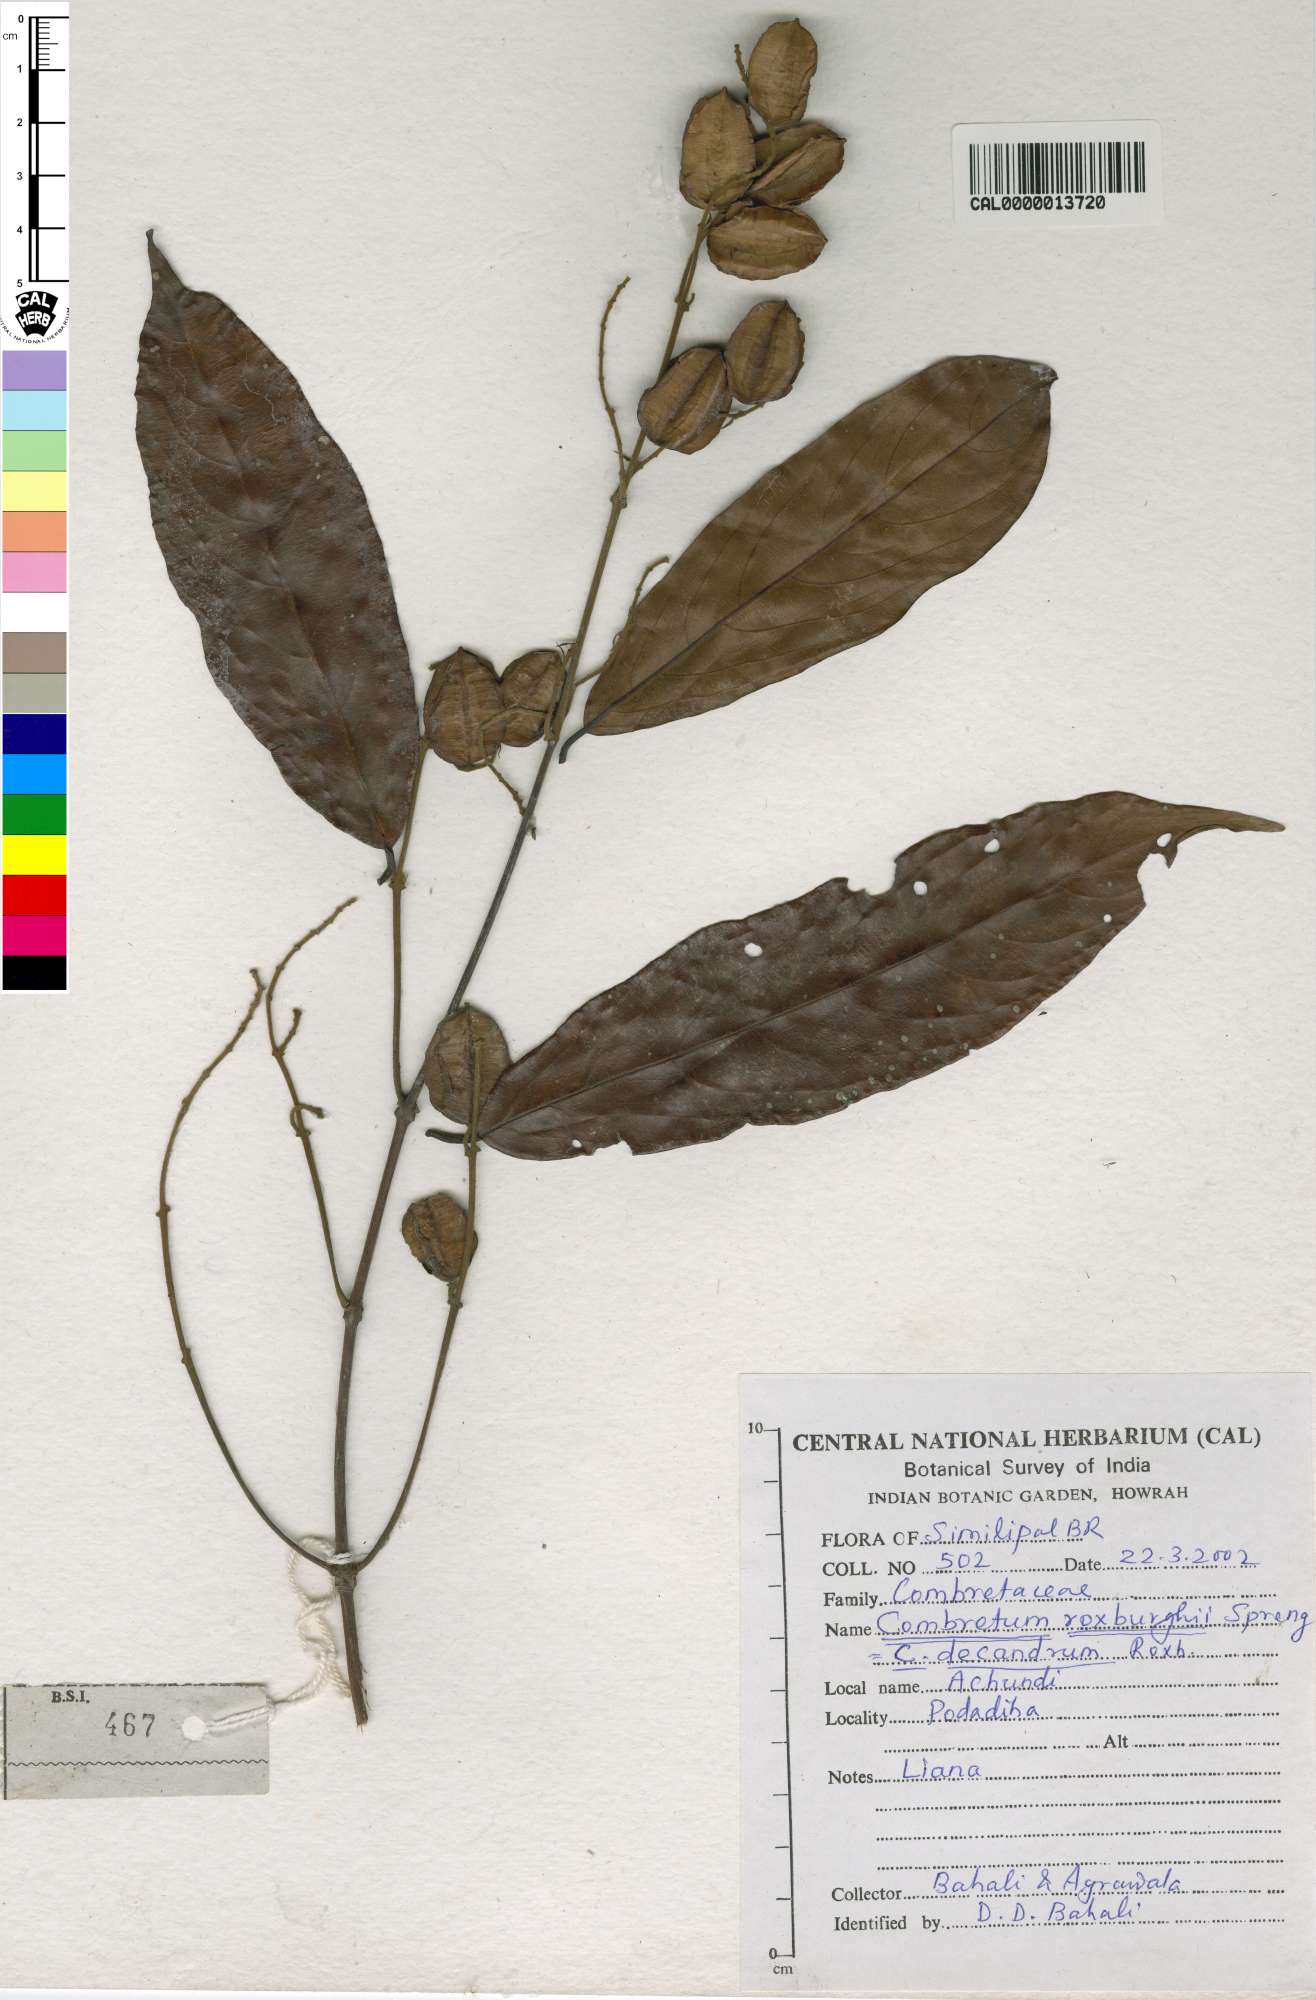 0
cm
1
2
3
4
5
CAL
HERB
CENTRAL NATIONAL HERBARIUM
CAL0000013720
B.S.I.
467
10
CENTRAL NATIONAL HERBARIUM (CAL)
Botanical Survey of India
INDIAN BOTANIC GARDEN, HOWRAH
FLORA OF Similipal BR
COLL. NO 502 Date 22.3.2002
Family Combretaceae
Name Combretum roxburghii Spreng
= C. decandrum Roxb.
Local name Achundi
Locality Podadiha
Alt
Notes Liana
Collector Bahali & Agrawala
Identified by D. D. Bahali
0
cm